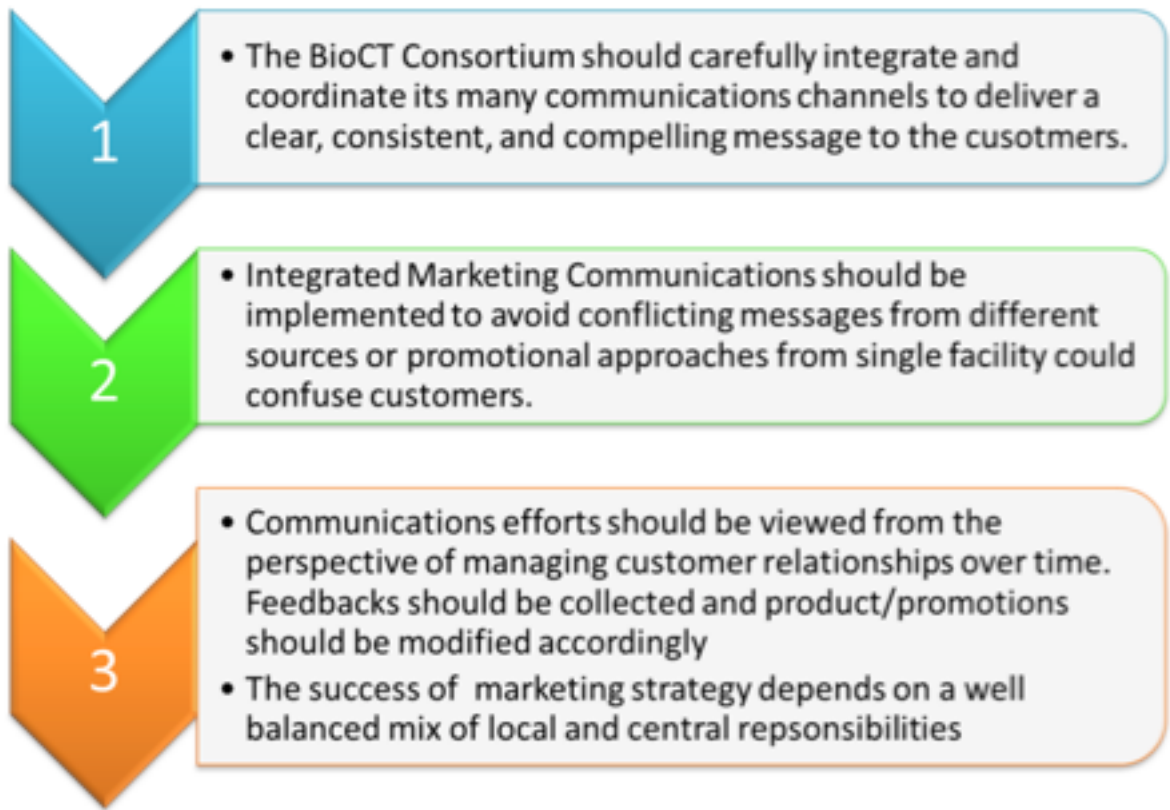 1
• The BioCT Consortium should carefully integrate and
coordinate its many communications channels to deliver a
clear, consistent, and compelling message to the cusotmers.
2
• Integrated Marketing Communications should be
implemented to avoid conflicting messages from different
sources or promotional approaches from single facility could
confuse customers.
3
• Communications efforts should be viewed from the
perspective of managing customer relationships over time.
Feedbacks should be collected and product/promotions
should be modified accordingly
• The success of marketing strategy depends on a well
balanced mix of local and central repsonsibilities